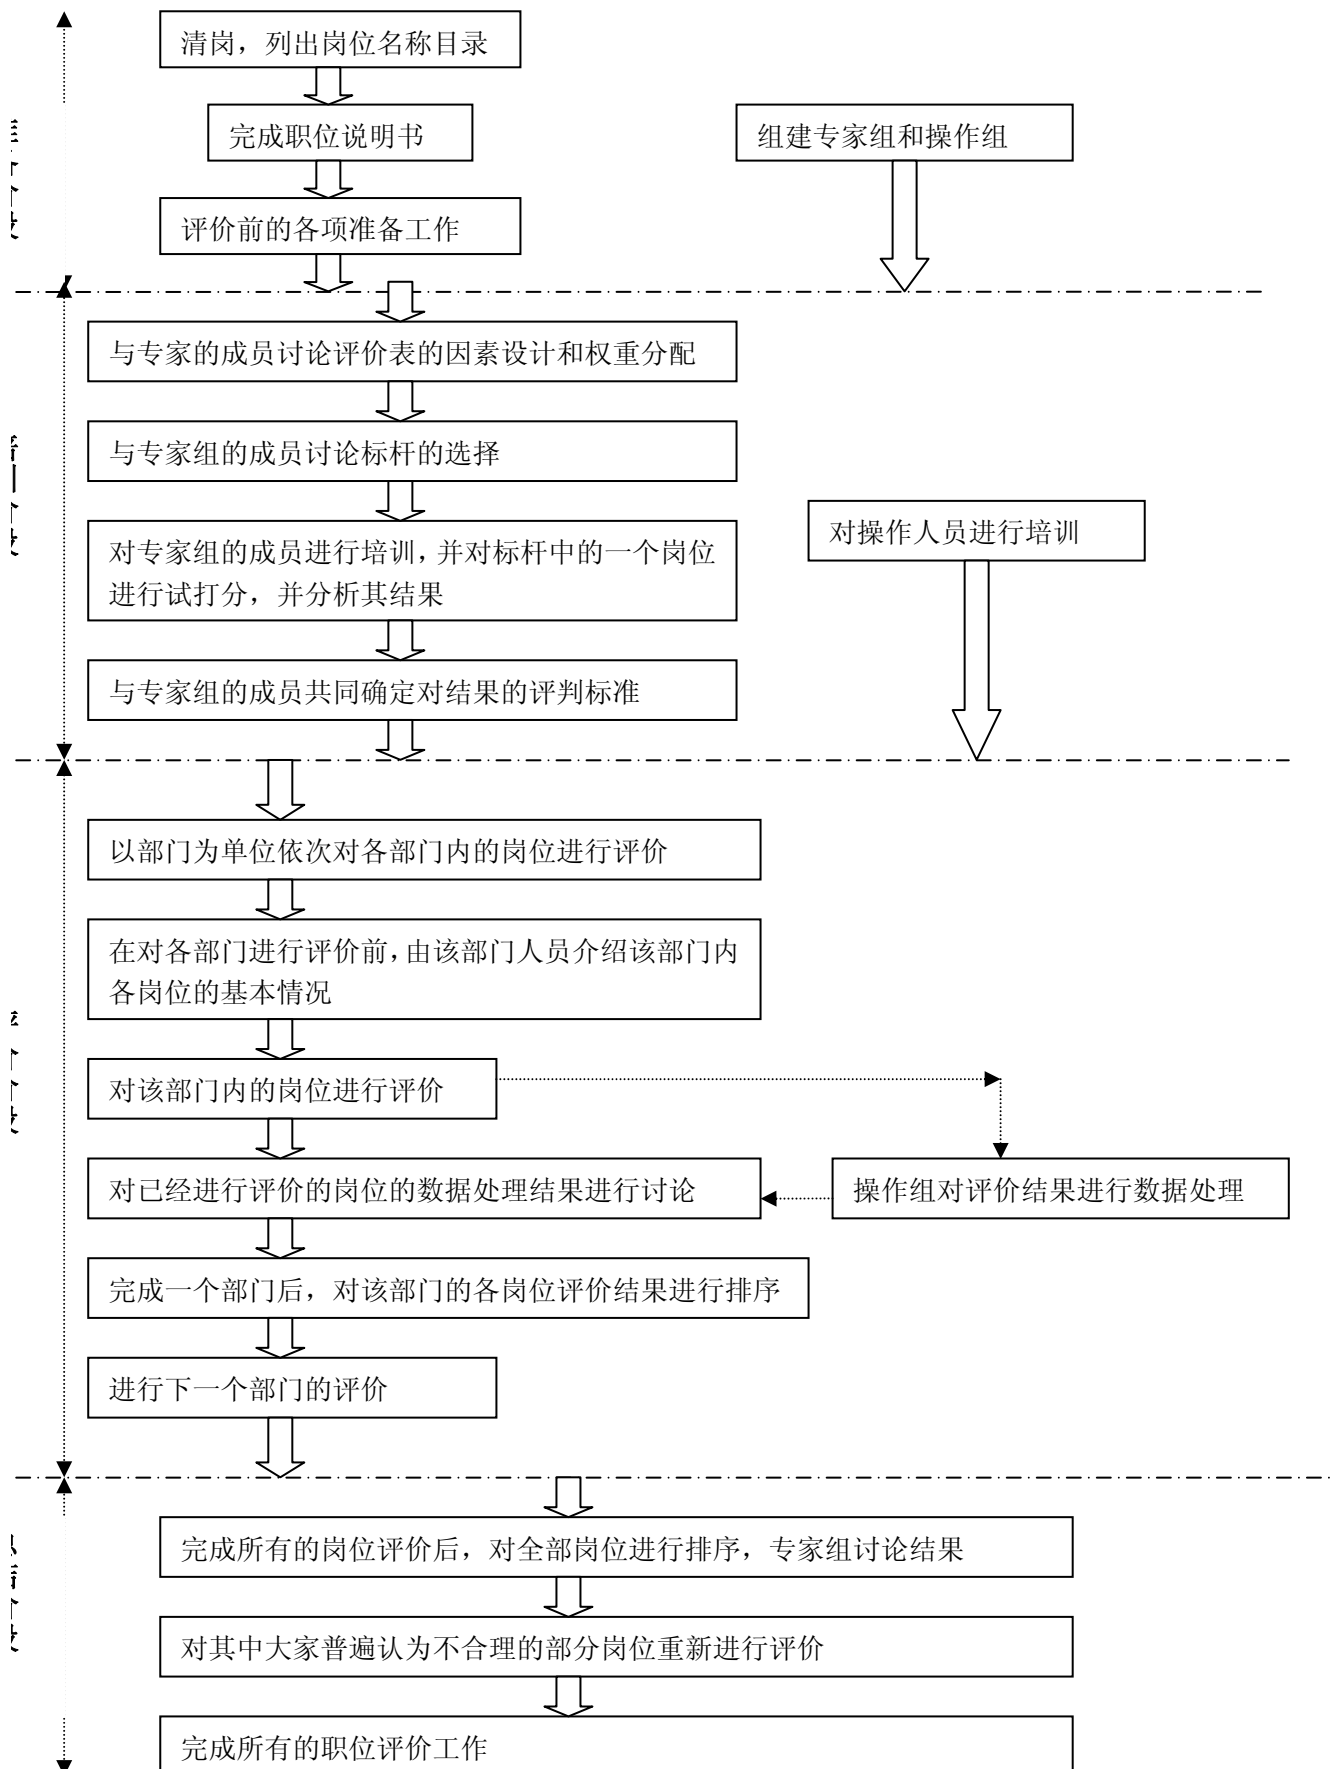 清岗，列出岗位名称目录
完成职位说明书
组建专家组和操作组
评价前的各项准备工作
与专家的成员讨论评价表的因素设计和权重分配
与专家组的成员讨论标杆的选择
对操作人员进行培训
对专家组的成员进行培训，并对标杆中的一个岗位
进行试打分，并分析其结果
与专家组的成员共同确定对结果的评判标准
以部门为单位依次对各部门内的岗位进行评价
在对各部门进行评价前，由该部门人员介绍该部门内
各岗位的基本情况
对该部门内的岗位进行评价
对已经进行评价的岗位的数据处理结果进行讨论
操作组对评价结果进行数据处理
完成一个部门后，对该部门的各岗位评价结果进行排序
进行下一个部门的评价
完成所有的岗位评价后，对全部岗位进行排序，专家组讨论结果
对其中大家普遍认为不合理的部分岗位重新进行评价
完成所有的职位评价工作